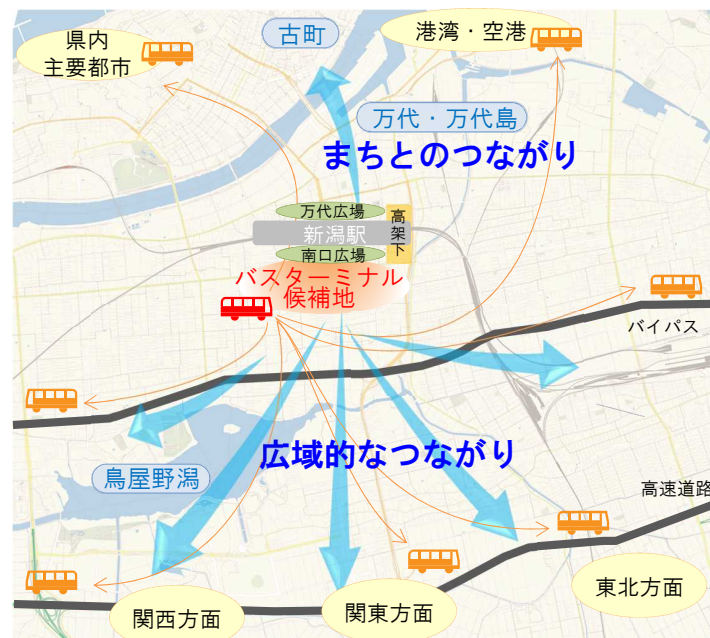 県内
主要都市
古町
港湾・空港
万代・万代島
まちとのつながり
万代広場
新潟駅
高架下
南口広場
バスターミナル
候補地
バイパス
広域的なつながり
鳥屋野潟
高速道路
関西方面
関東方面
東北方面